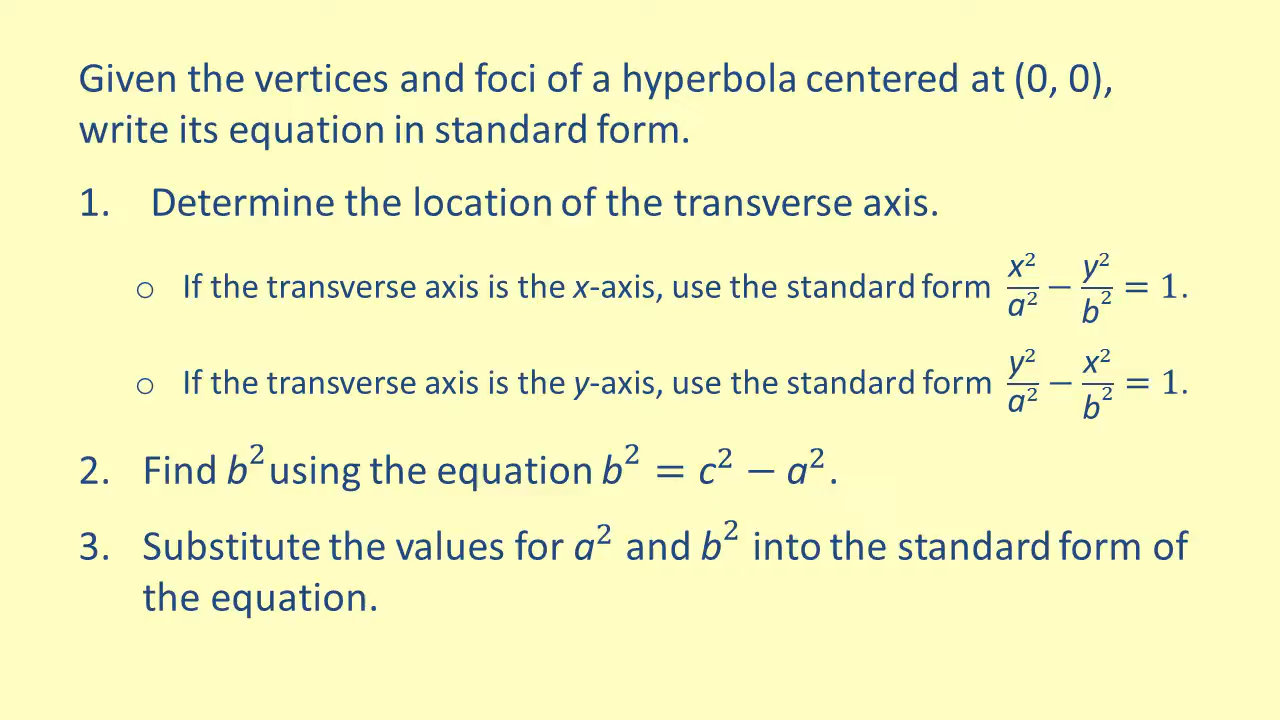 Given the vertices and foci of a hyperbola centered at (0, 0),
write its equation in standard form.
1. Determine the location of the transverse axis.
o If the transverse axis is the x-axis, use the standard form x²/a² − y²/b² = 1.
o If the transverse axis is the y-axis, use the standard form y²/a² − x²/b² = 1.
2. Find b² using the equation b² = c² − a².
3. Substitute the values for a² and b² into the standard form of
the equation.